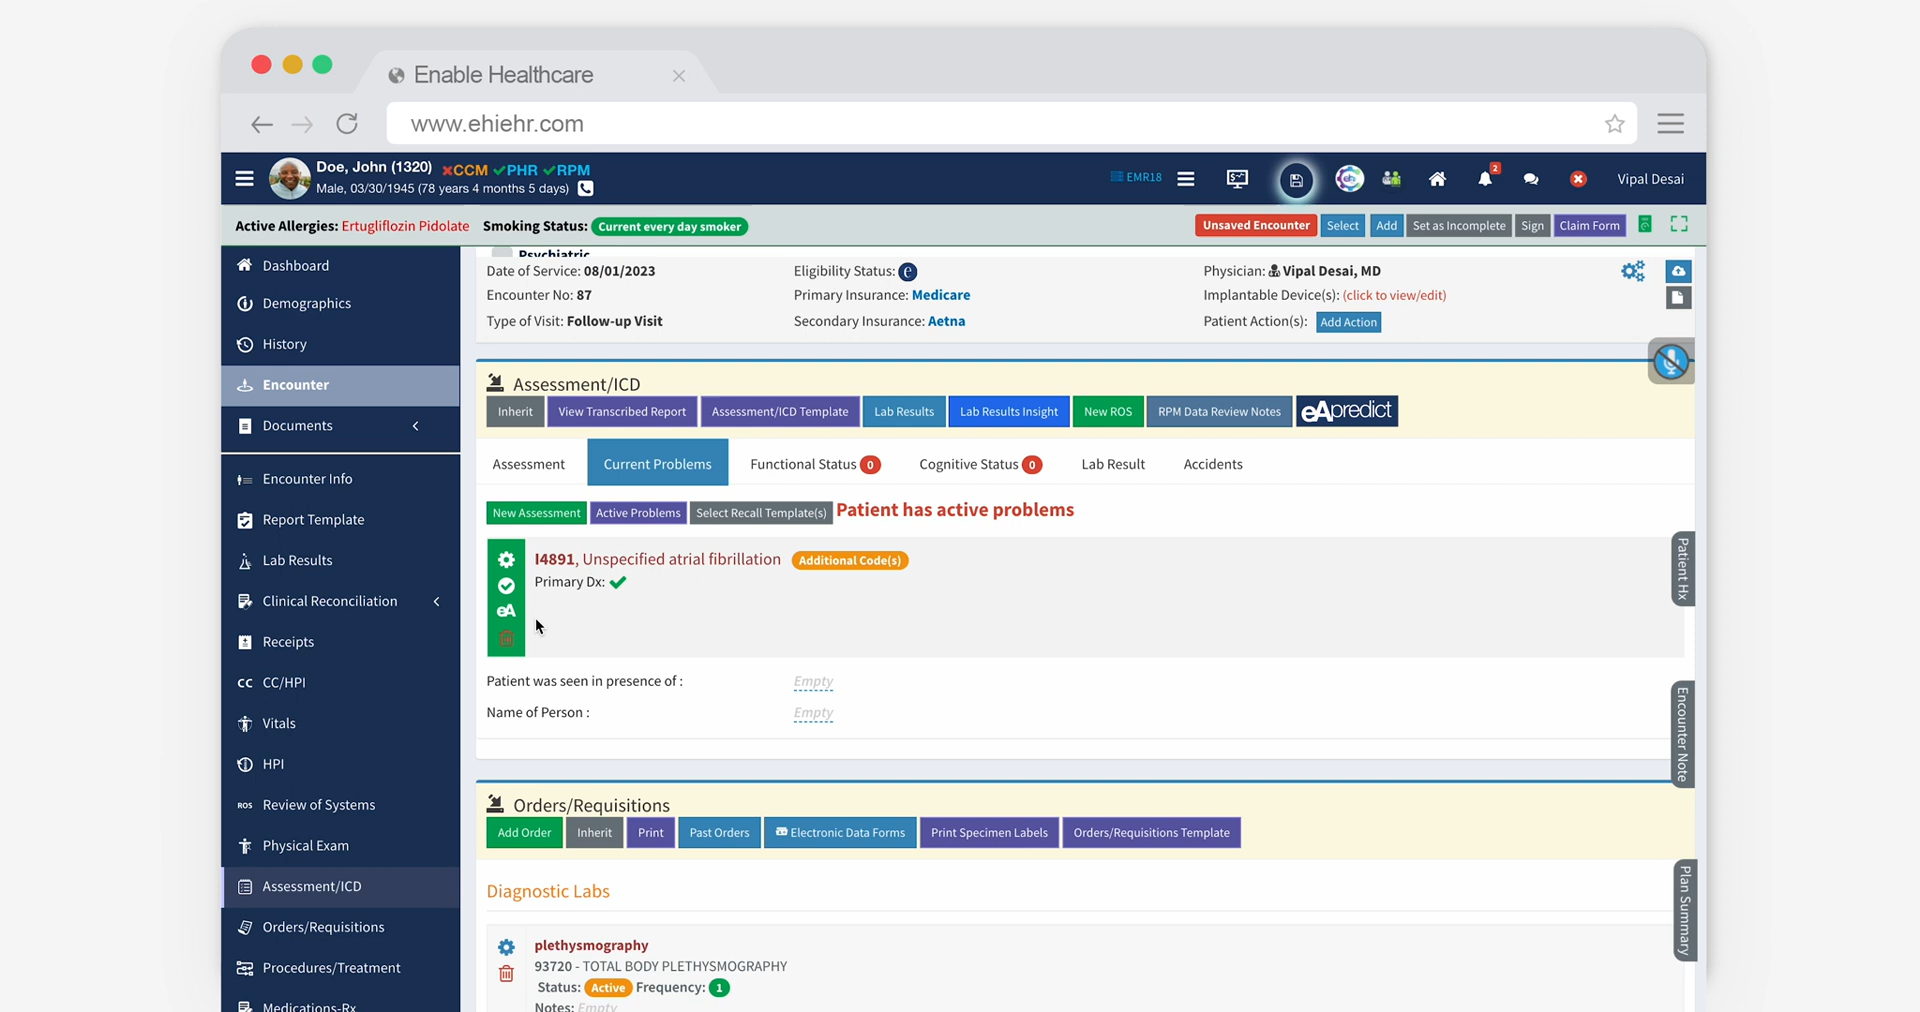 Enable Healthcare
www.ehiehr.com
Doe, John (1320) CCM PHR RPM
Male, 03/30/1945 (78 years 4 months 5 days)
EMR18
2
Vipal Desai
Active Allergies: Ertugliflozin Pidolate Smoking Status: Current every day smoker
Unsaved Encounter Select Add Set as Incomplete Sign Claim Form
Dashboard
Demographics
History
Encounter
Documents
Encounter Info
Report Template
Lab Results
Clinical Reconciliation
Receipts
CC CC/HPI
Vitals
HPI
ROS Review of Systems
Physical Exam
Assessment/ICD
Orders/Requisitions
Procedures/Treatment
Medications-Rx
Psychiatric
Date of Service: 08/01/2023 Eligibility Status: e Physician: Vipal Desai, MD
Encounter No: 87 Primary Insurance: Medicare Implantable Device(s): (click to view/edit)
Type of Visit: Follow-up Visit Secondary Insurance: Aetna Patient Action(s): Add Action
Assessment/ICD
Inherit View Transcribed Report Assessment/ICD Template Lab Results Lab Results Insight New ROS RPM Data Review Notes eApredict
Assessment Current Problems Functional Status 0 Cognitive Status 0 Lab Result Accidents
New Assessment Active Problems Select Recall Template(s) Patient has active problems
I4891, Unspecified atrial fibrillation Additional Code(s)
Primary Dx:
eA
Patient was seen in presence of : Empty
Name of Person : Empty
Orders/Requisitions
Add Order Inherit Print Past Orders Electronic Data Forms Print Specimen Labels Orders/Requisitions Template
Diagnostic Labs
plethysmography
93720 - TOTAL BODY PLETHYSMOGRAPHY
Status: Active Frequency: 1
Notes: Empty
Patient Hx
Encounter Note
Plan Summary